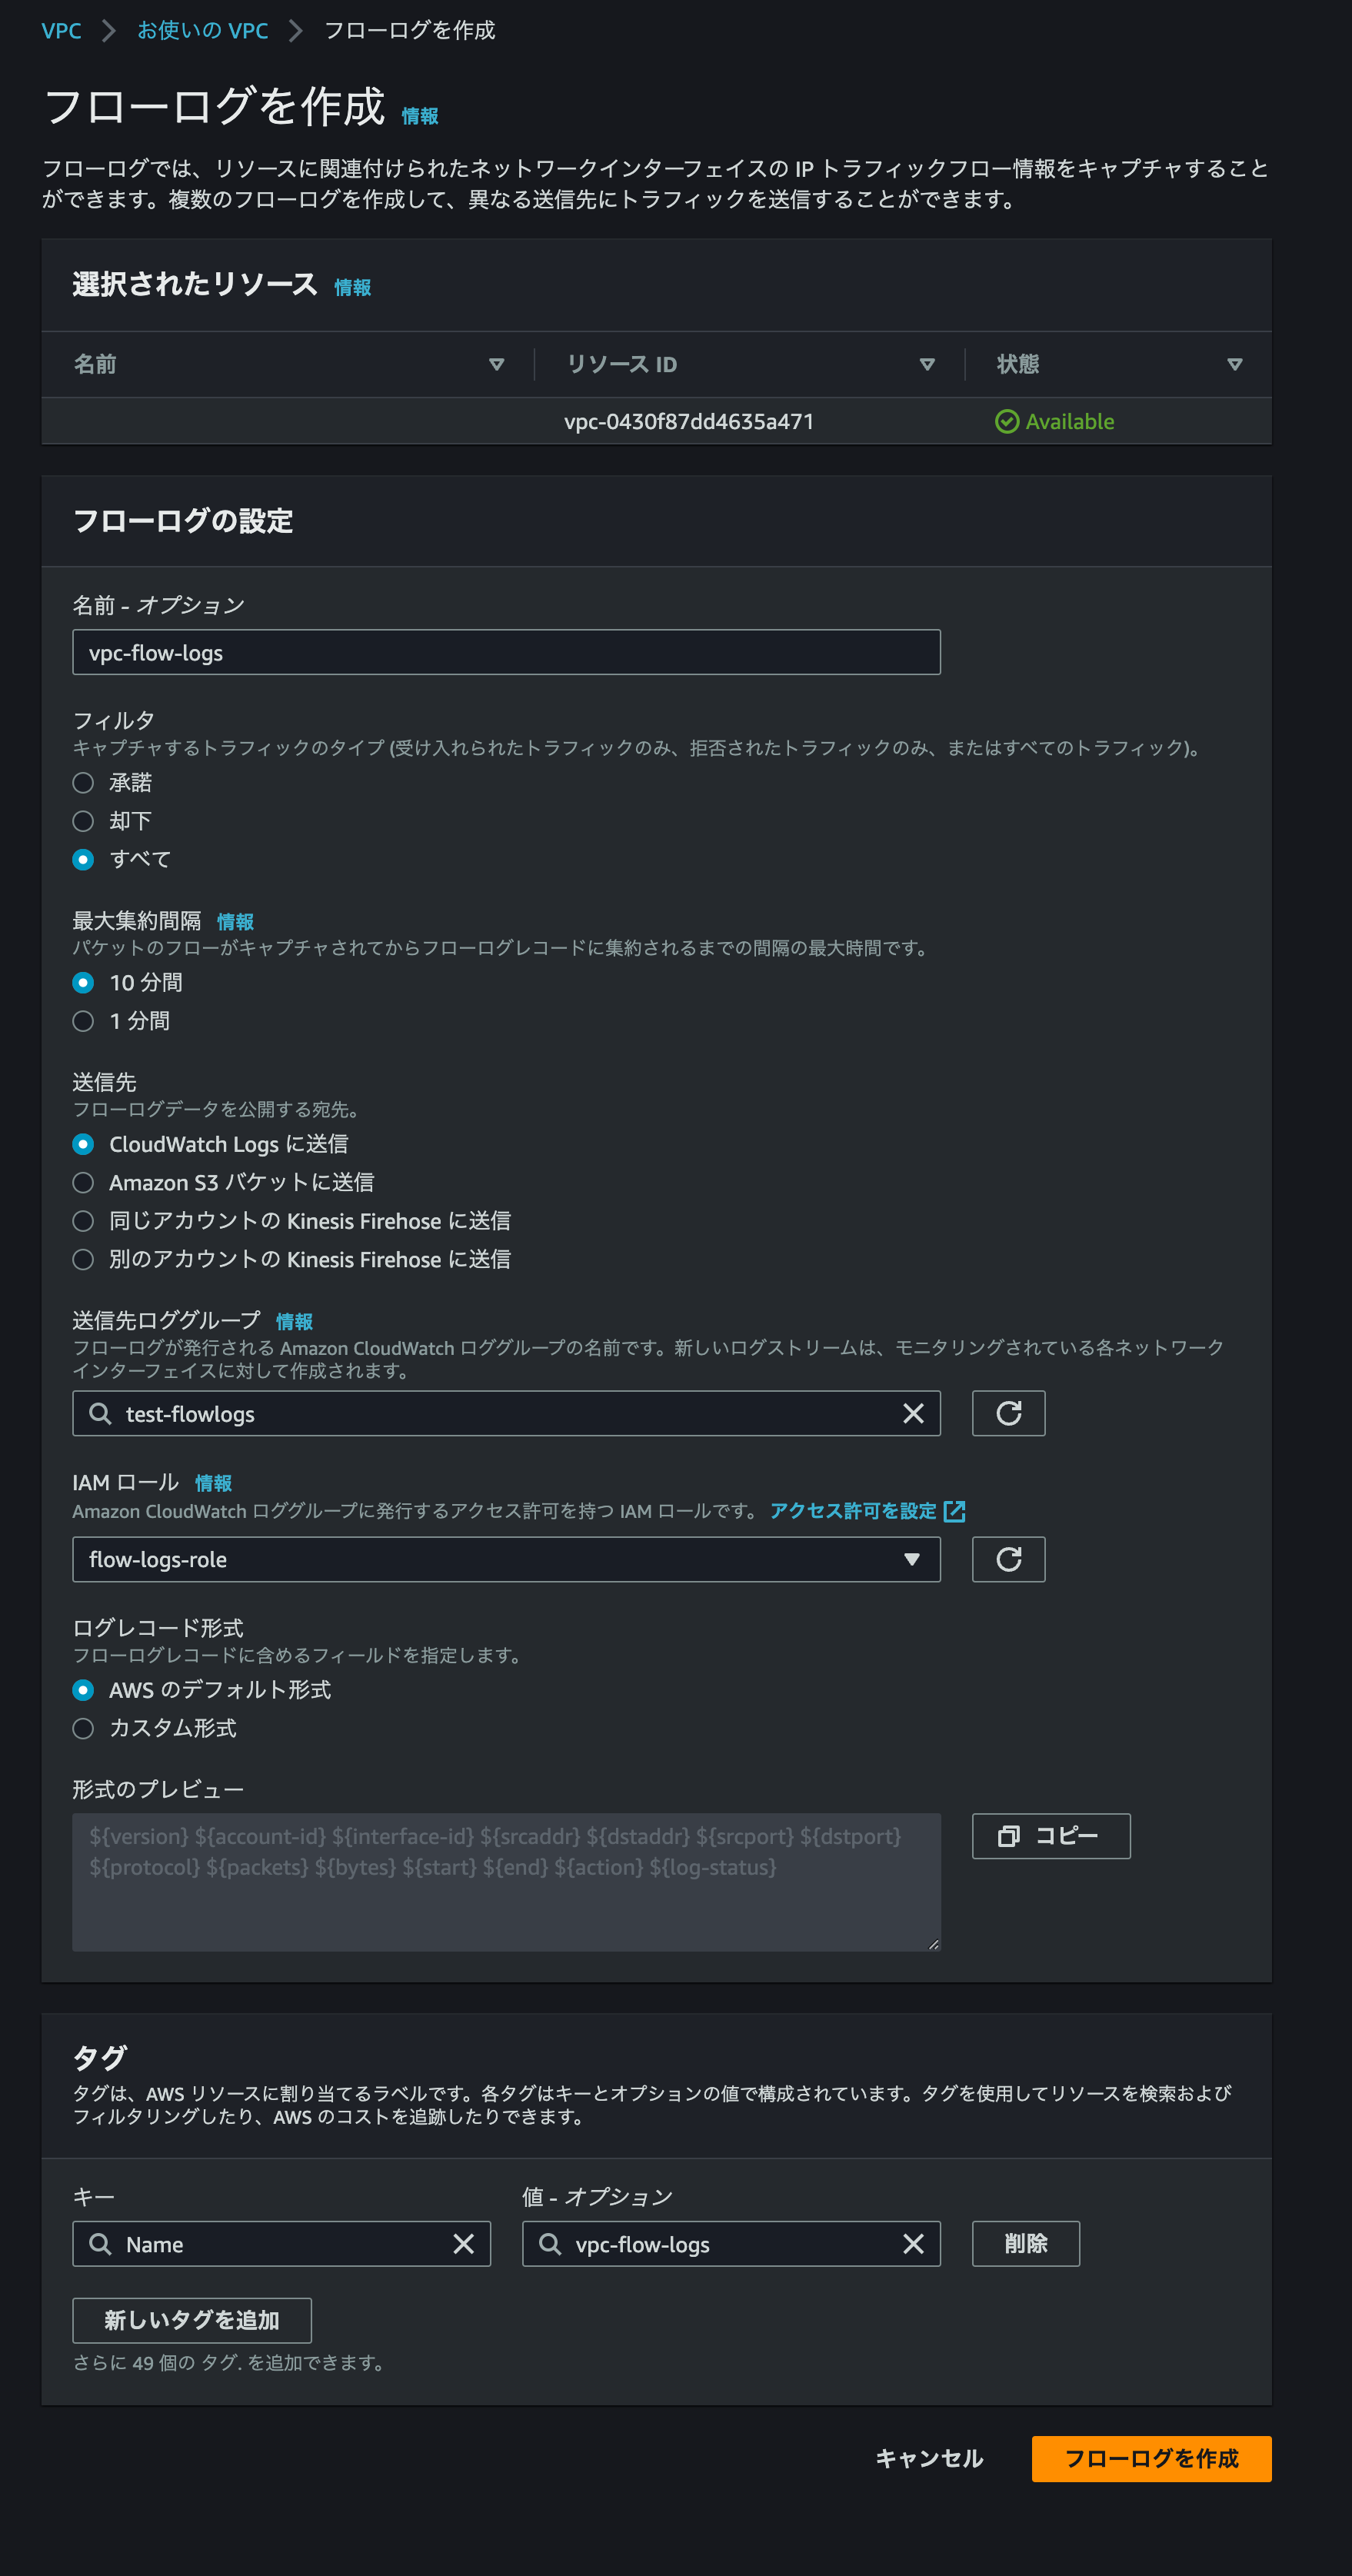 VPC > お使いの VPC > フローログを作成
フローログを作成 情報
フローログでは、リソースに関連付けられたネットワークインターフェイスの IP トラフィックフロー情報をキャプチャすること
ができます。複数のフローログを作成して、異なる送信先にトラフィックを送信することができます。
選択されたリソース 情報
名前 リソース ID 状態
vpc-0430f87dd4635a471 Available
フローログの設定
名前 - オプション
vpc-flow-logs
フィルタ
キャプチャするトラフィックのタイプ (受け入れられたトラフィックのみ、拒否されたトラフィックのみ、またはすべてのトラフィック)。
承諾
却下
すべて
最大集約間隔 情報
パケットのフローがキャプチャされてからフローログレコードに集約されるまでの間隔の最大時間です。
10 分間
1 分間
送信先
フローログデータを公開する宛先。
CloudWatch Logs に送信
Amazon S3 バケットに送信
同じアカウントの Kinesis Firehose に送信
別のアカウントの Kinesis Firehose に送信
送信先ロググループ 情報
フローログが発行される Amazon CloudWatch ロググループの名前です。新しいログストリームは、モニタリングされている各ネットワーク
インターフェイスに対して作成されます。
test-flowlogs
IAM ロール 情報
Amazon CloudWatch ロググループに発行するアクセス許可を持つ IAM ロールです。 アクセス許可を設定
flow-logs-role
ログレコード形式
フローログレコードに含めるフィールドを指定します。
AWS のデフォルト形式
カスタム形式
形式のプレビュー
${version} ${account-id} ${interface-id} ${srcaddr} ${dstaddr} ${srcport} ${dstport}
${protocol} ${packets} ${bytes} ${start} ${end} ${action} ${log-status}
コピー
タグ
タグは、AWS リソースに割り当てるラベルです。各タグはキーとオプションの値で構成されています。タグを使用してリソースを検索および
フィルタリングしたり、AWS のコストを追跡したりできます。
キー 値 - オプション
Name vpc-flow-logs 削除
新しいタグを追加
さらに 49 個の タグ. を追加できます。
キャンセル フローログを作成